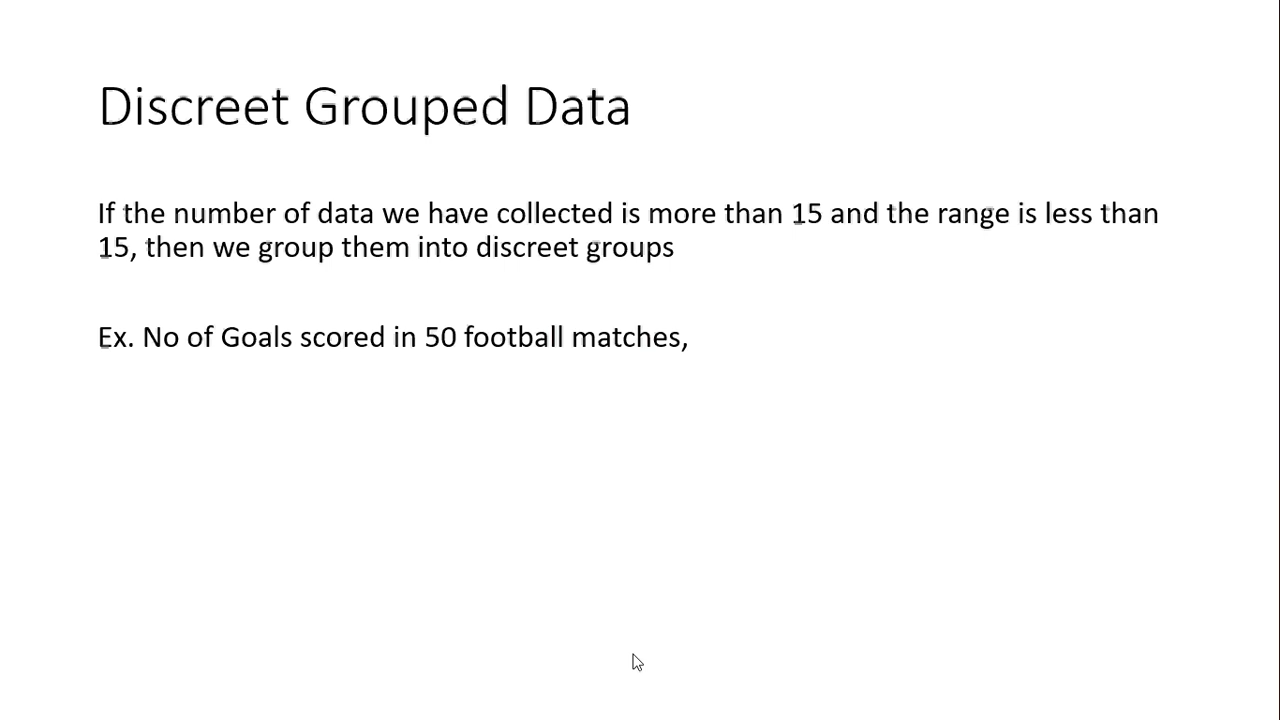 Discreet Grouped Data
If the number of data we have collected is more than 15 and the range is less than
15, then we group them into discreet groups
Ex. No of Goals scored in 50 football matches,